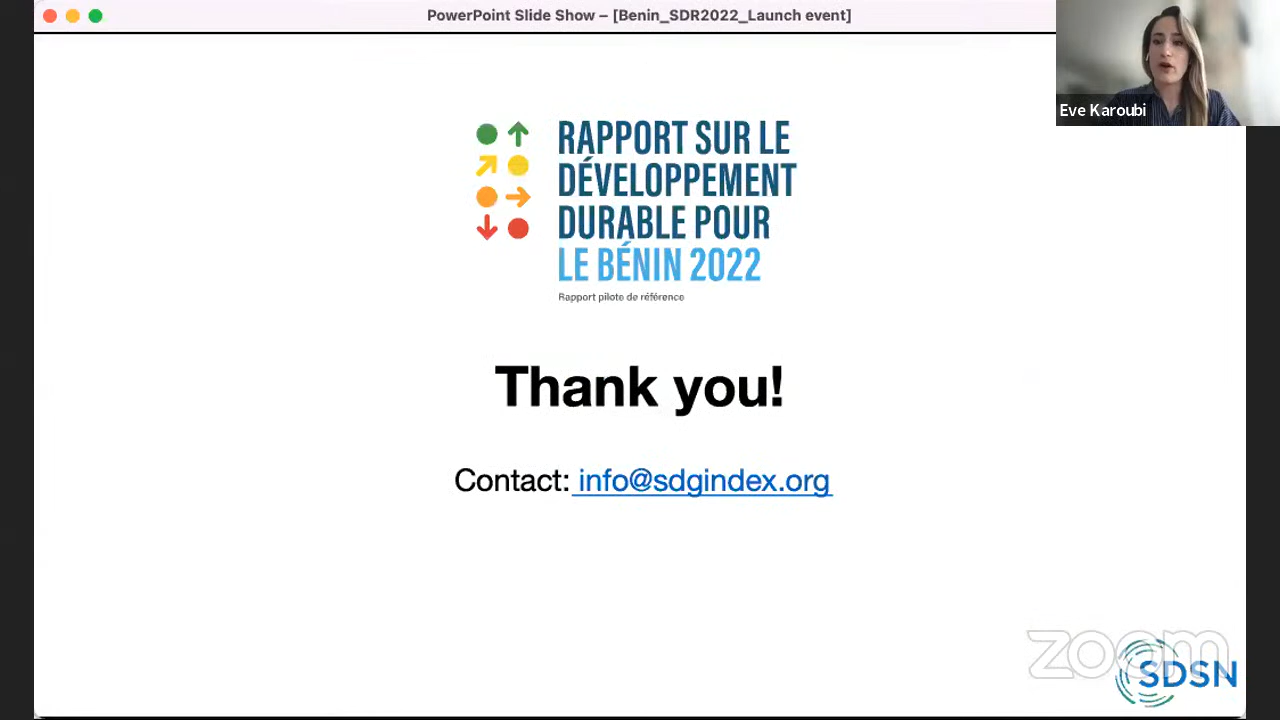 PowerPoint Slide Show – [Benin_SDR2022_Launch event]
Eve Karoubi
RAPPORT SUR LE
DÉVELOPPEMENT
DURABLE POUR
LE BÉNIN 2022
Rapport pilote de référence
Thank you!
Contact: info@sdgindex.org
zoom
SDSN